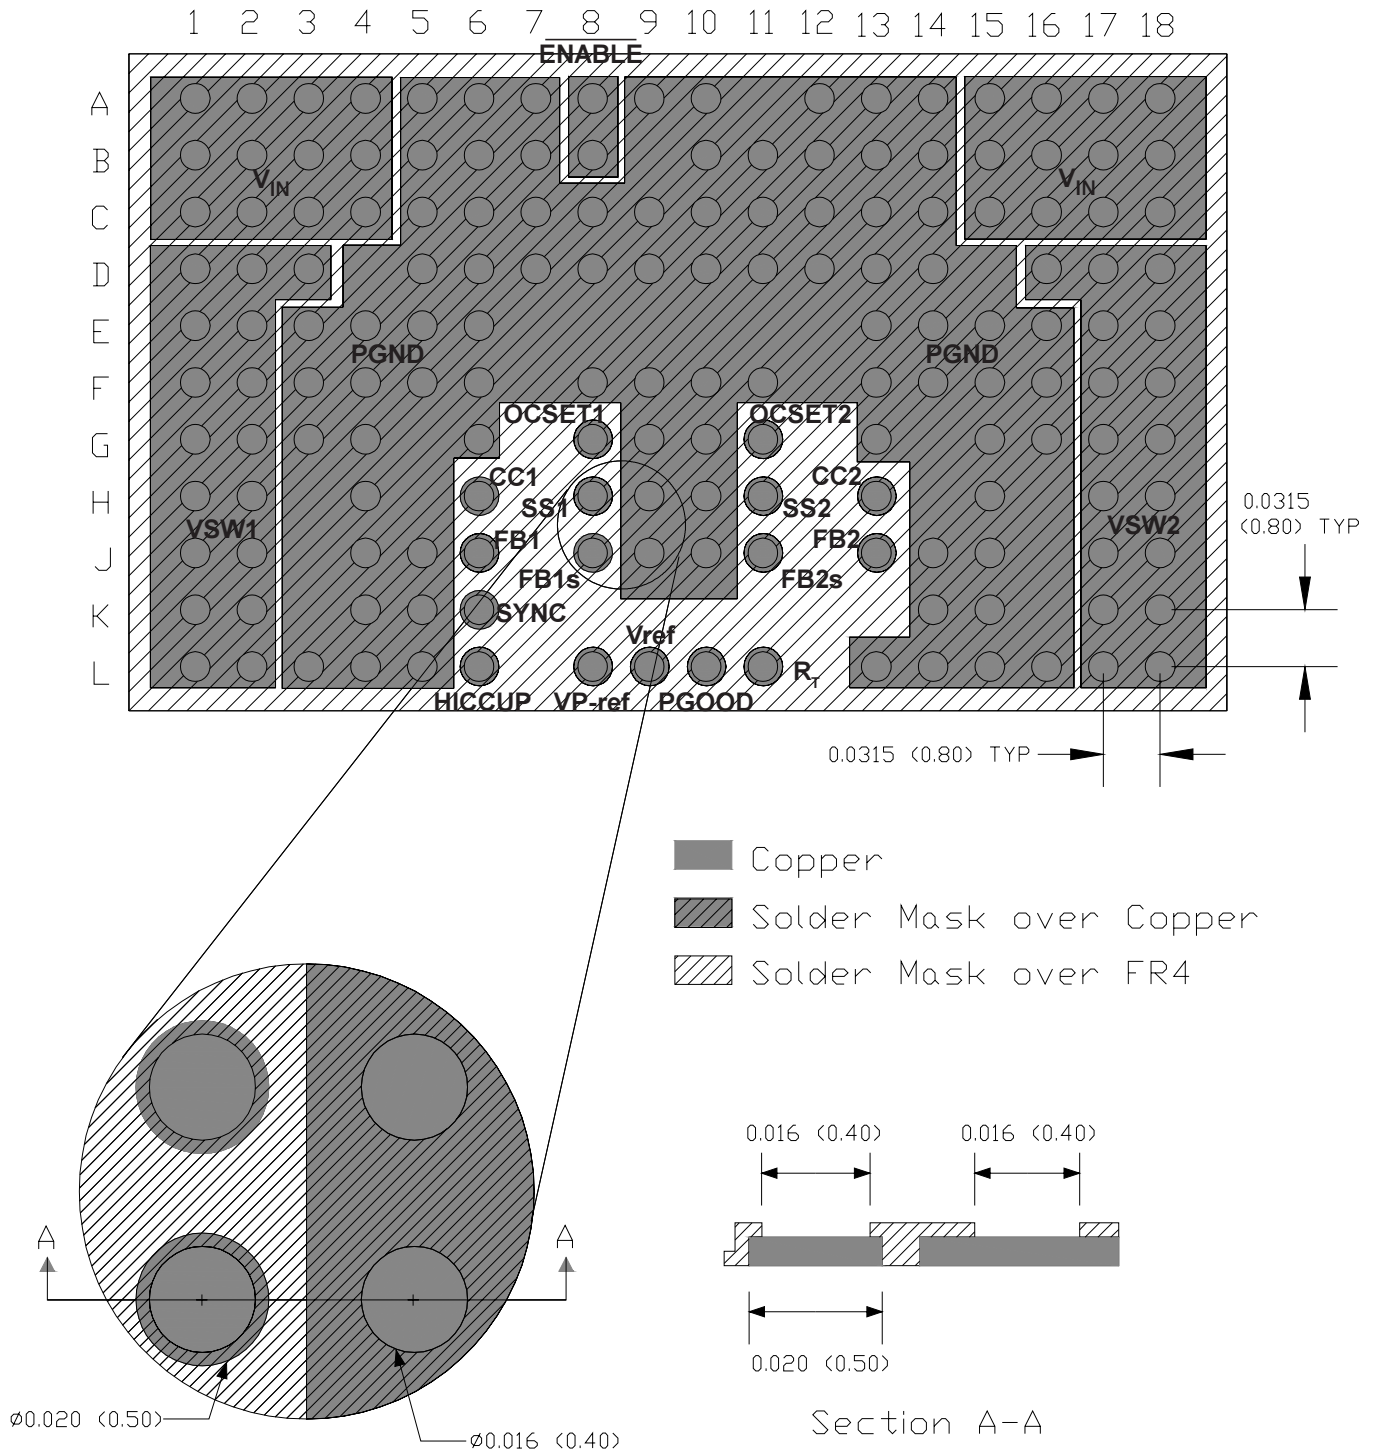 1 2 3 4 5 6 7 8 9 10 11 12 13 14 15 16 17 18
ENABLE
A
B
VIN VIN
C
D
E
PGND PGND
F
OCSET1 OCSET2
G
CC1 CC2
H
SS1 SS2
VSW1 VSW2
0.0315
(0.80) TYP
FB1 FB2
J
FB1s FB2s
K
SYNC
Vref
L
RT
HICCUP VP-ref PGOOD
0.0315 (0.80) TYP
Copper
Solder Mask over Copper
Solder Mask over FR4
0.016 (0.40) 0.016 (0.40)
A A
0.020 (0.50)
Ø0.020 (0.50)
Ø0.016 (0.40)
Section A-A